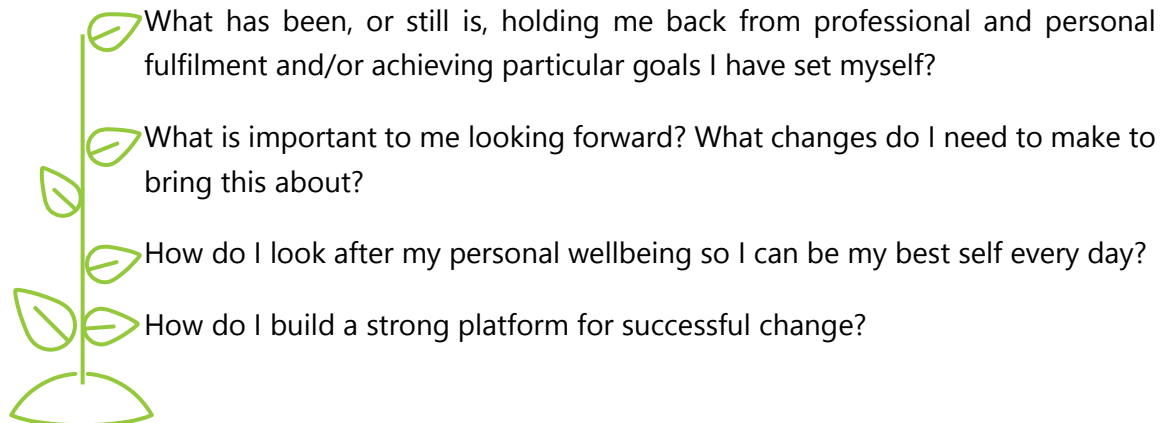 What has been, or still is, holding me back from professional and personal
fulfilment and/or achieving particular goals I have set myself?
What is important to me looking forward? What changes do I need to make to
bring this about?
How do I look after my personal wellbeing so I can be my best self every day?
How do I build a strong platform for successful change?